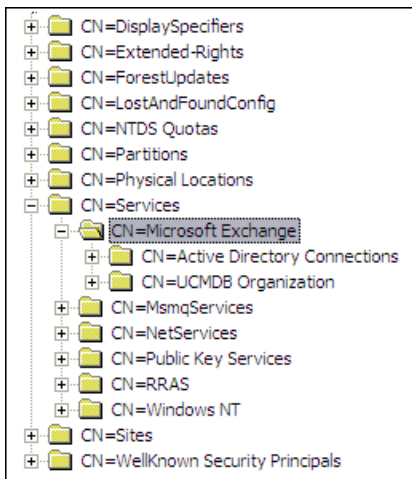 CN=DisplaySpecifiers
CN=Extended-Rights
CN=ForestUpdates
CN=LostAndFoundConfig
CN=NTDS Quotas
CN=Partitions
CN=Physical Locations
CN=Services
CN=Microsoft Exchange
CN=Active Directory Connections
CN=UCMDB Organization
CN=MsmqServices
CN=NetServices
CN=Public Key Services
CN=RRAS
CN=Windows NT
CN=Sites
CN=WellKnown Security Principals